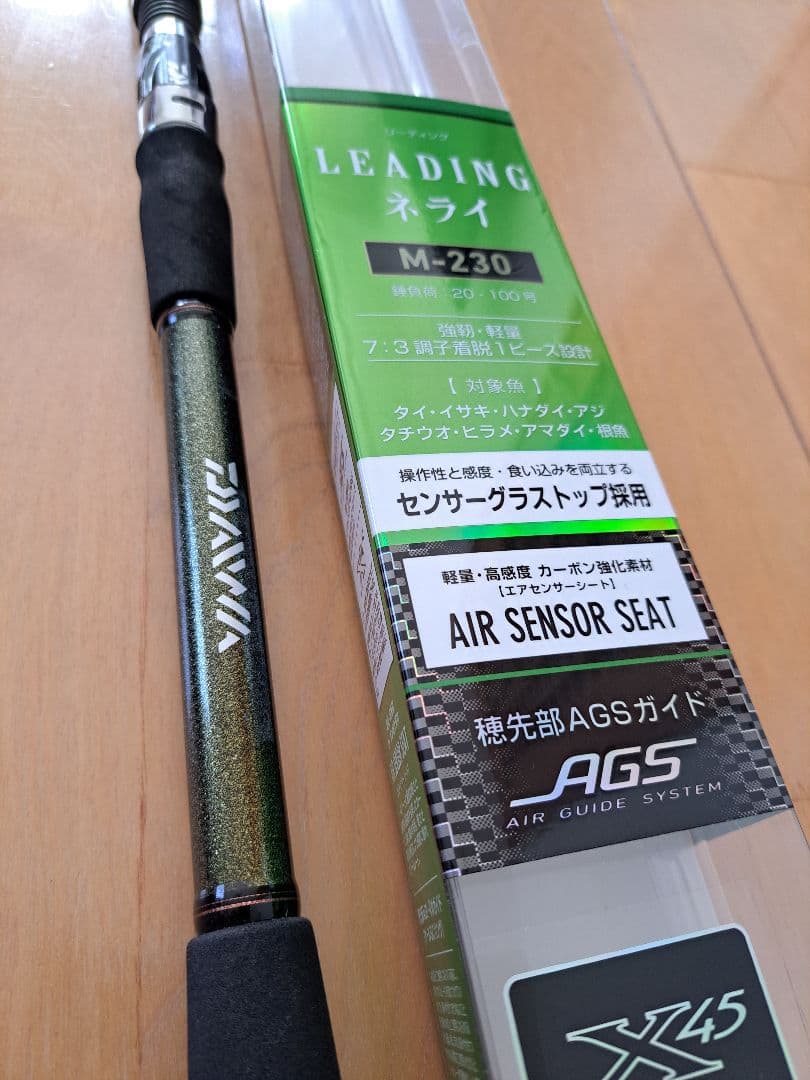 DAIWA
リーディング
LEADING
ネライ
M-230
錘負荷:20-100号
強靭・軽量
7:3調子着脱1ピース設計
【対象魚】
タイ・イサキ・ハナダイ・アジ
タチウオ・ヒラメ・アマダイ・根魚
操作性と感度・食い込みを両立する
センサーグラストップ採用
軽量・高感度 カーボン強化素材
[エアセンサーシート]
AIR SENSOR SEAT
穂先部AGSガイド
AGS
AIR GUIDE SYSTEM
X45